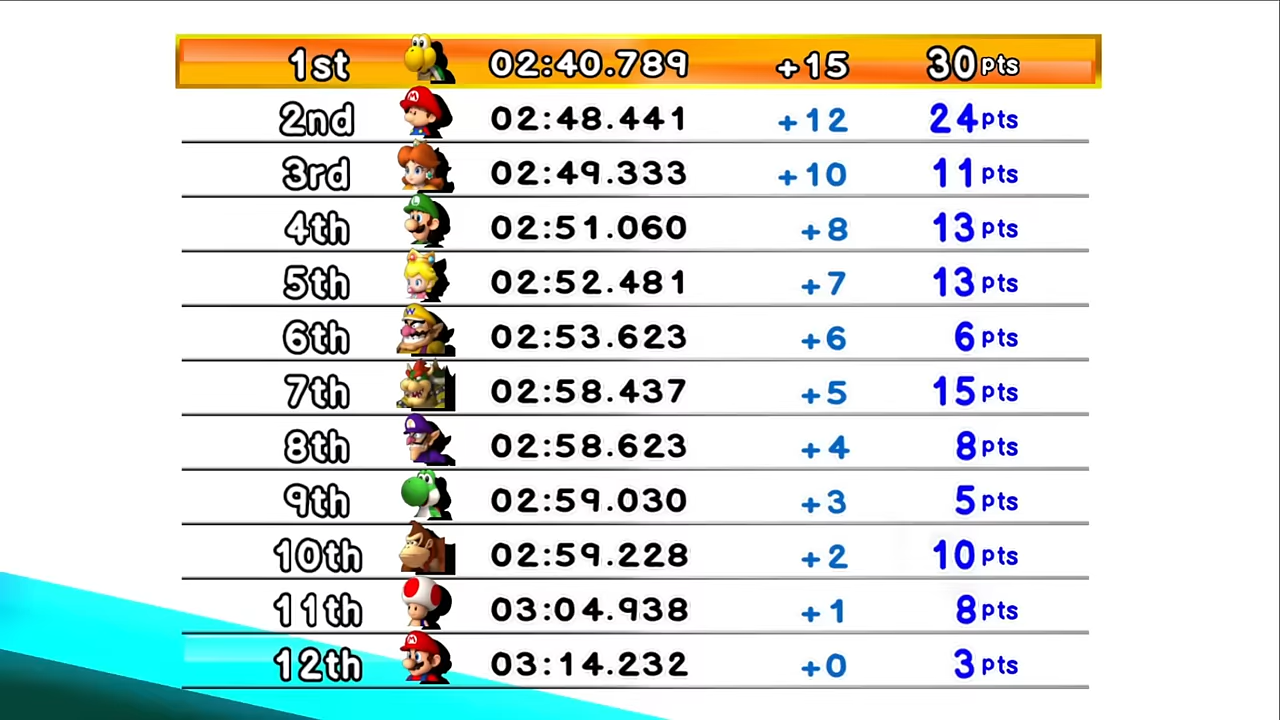 1st 02:40.789 +15 30pts
2nd 02:48.441 +12 24pts
3rd 02:49.333 +10 11pts
4th 02:51.060 +8 13pts
5th 02:52.481 +7 13pts
6th 02:53.623 +6 6pts
7th 02:58.437 +5 15pts
8th 02:58.623 +4 8pts
9th 02:59.030 +3 5pts
10th 02:59.228 +2 10pts
11th 03:04.938 +1 8pts
12th 03:14.232 +0 3pts